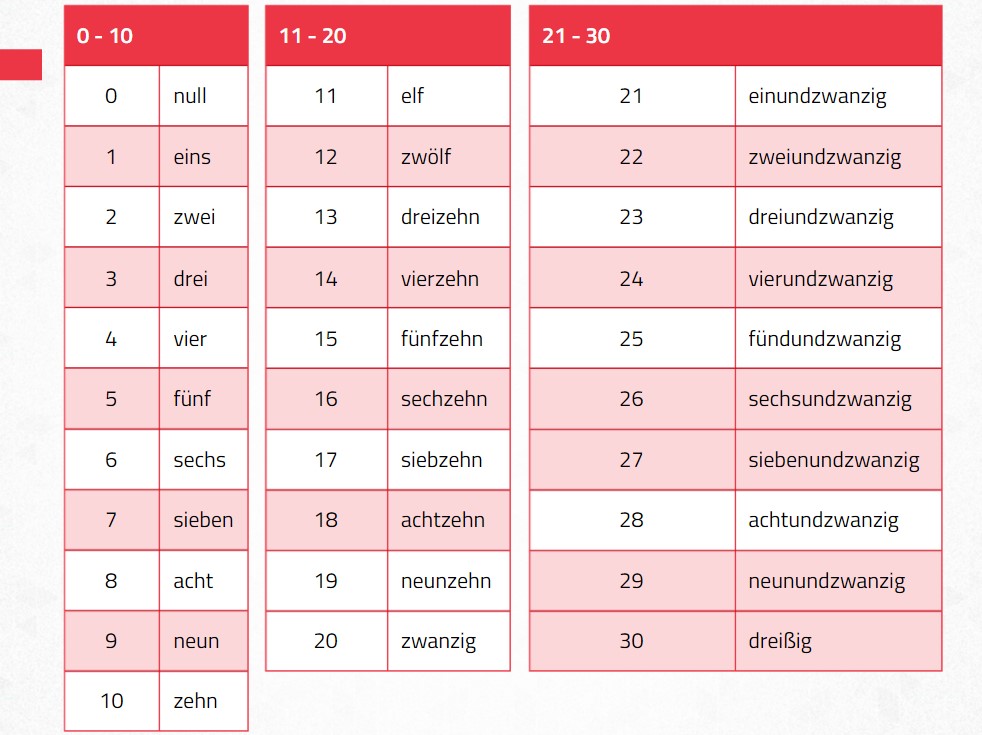 0 - 10
0 null
1 eins
2 zwei
3 drei
4 vier
5 fünf
6 sechs
7 sieben
8 acht
9 neun
10 zehn
11 - 20
11 elf
12 zwölf
13 dreizehn
14 vierzehn
15 fünfzehn
16 sechzehn
17 siebzehn
18 achtzehn
19 neunzehn
20 zwanzig
21 - 30
21 einundzwanzig
22 zweiundzwanzig
23 dreiundzwanzig
24 vierundzwanzig
25 fündundzwanzig
26 sechsundzwanzig
27 siebenundzwanzig
28 achtundzwanzig
29 neunundzwanzig
30 dreißig